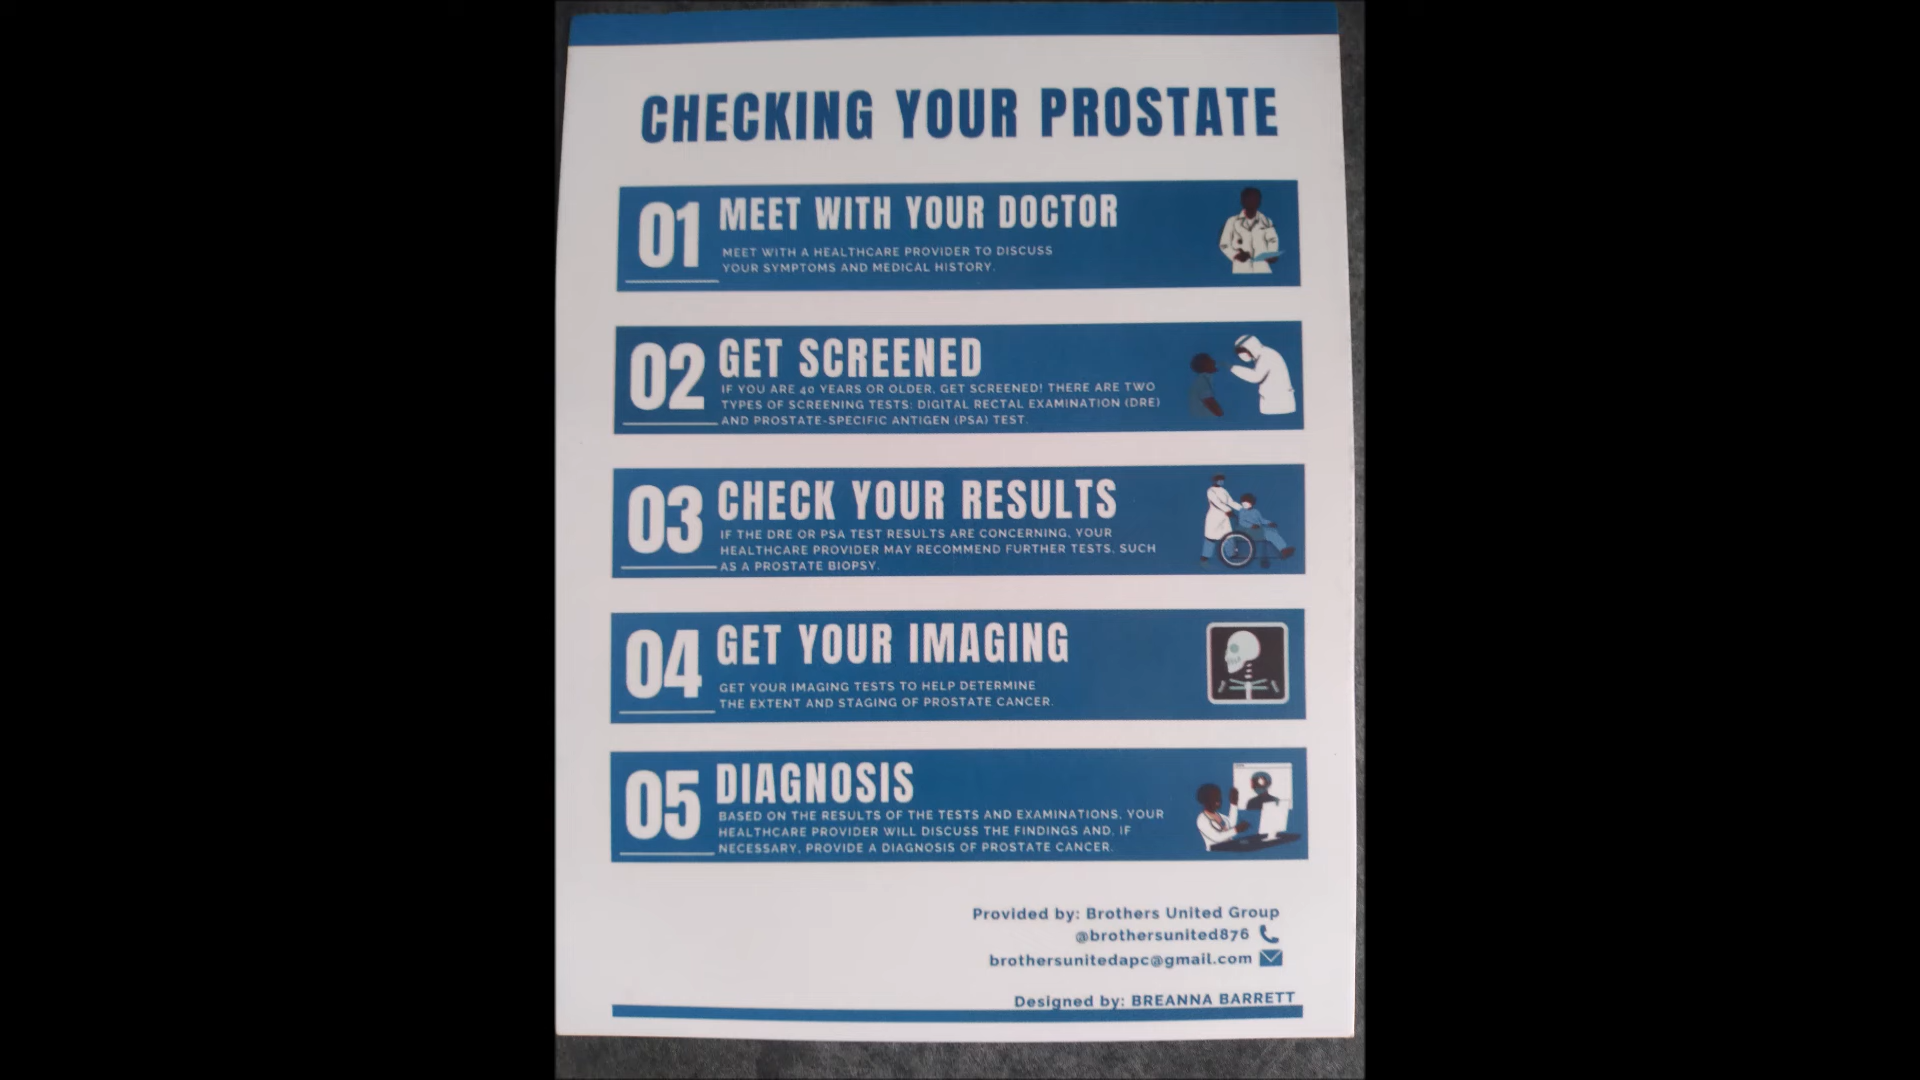 CHECKING YOUR PROSTATE
01
MEET WITH YOUR DOCTOR
MEET WITH A HEALTHCARE PROVIDER TO DISCUSS
YOUR SYMPTOMS AND MEDICAL HISTORY.
02
GET SCREENED
IF YOU ARE 40 YEARS OR OLDER, GET SCREENED! THERE ARE TWO
TYPES OF SCREENING TESTS: DIGITAL RECTAL EXAMINATION (DRE)
AND PROSTATE-SPECIFIC ANTIGEN (PSA) TEST.
03
CHECK YOUR RESULTS
IF THE DRE OR PSA TEST RESULTS ARE CONCERNING, YOUR
HEALTHCARE PROVIDER MAY RECOMMEND FURTHER TESTS, SUCH
AS A PROSTATE BIOPSY.
04
GET YOUR IMAGING
GET YOUR IMAGING TESTS TO HELP DETERMINE
THE EXTENT AND STAGING OF PROSTATE CANCER.
05
DIAGNOSIS
BASED ON THE RESULTS OF THE TESTS AND EXAMINATIONS, YOUR
HEALTHCARE PROVIDER WILL DISCUSS THE FINDINGS AND, IF
NECESSARY, PROVIDE A DIAGNOSIS OF PROSTATE CANCER.
Provided by: Brothers United Group
@brothersunited876
brothersunitedapc@gmail.com
Designed by: BREANNA BARRETT